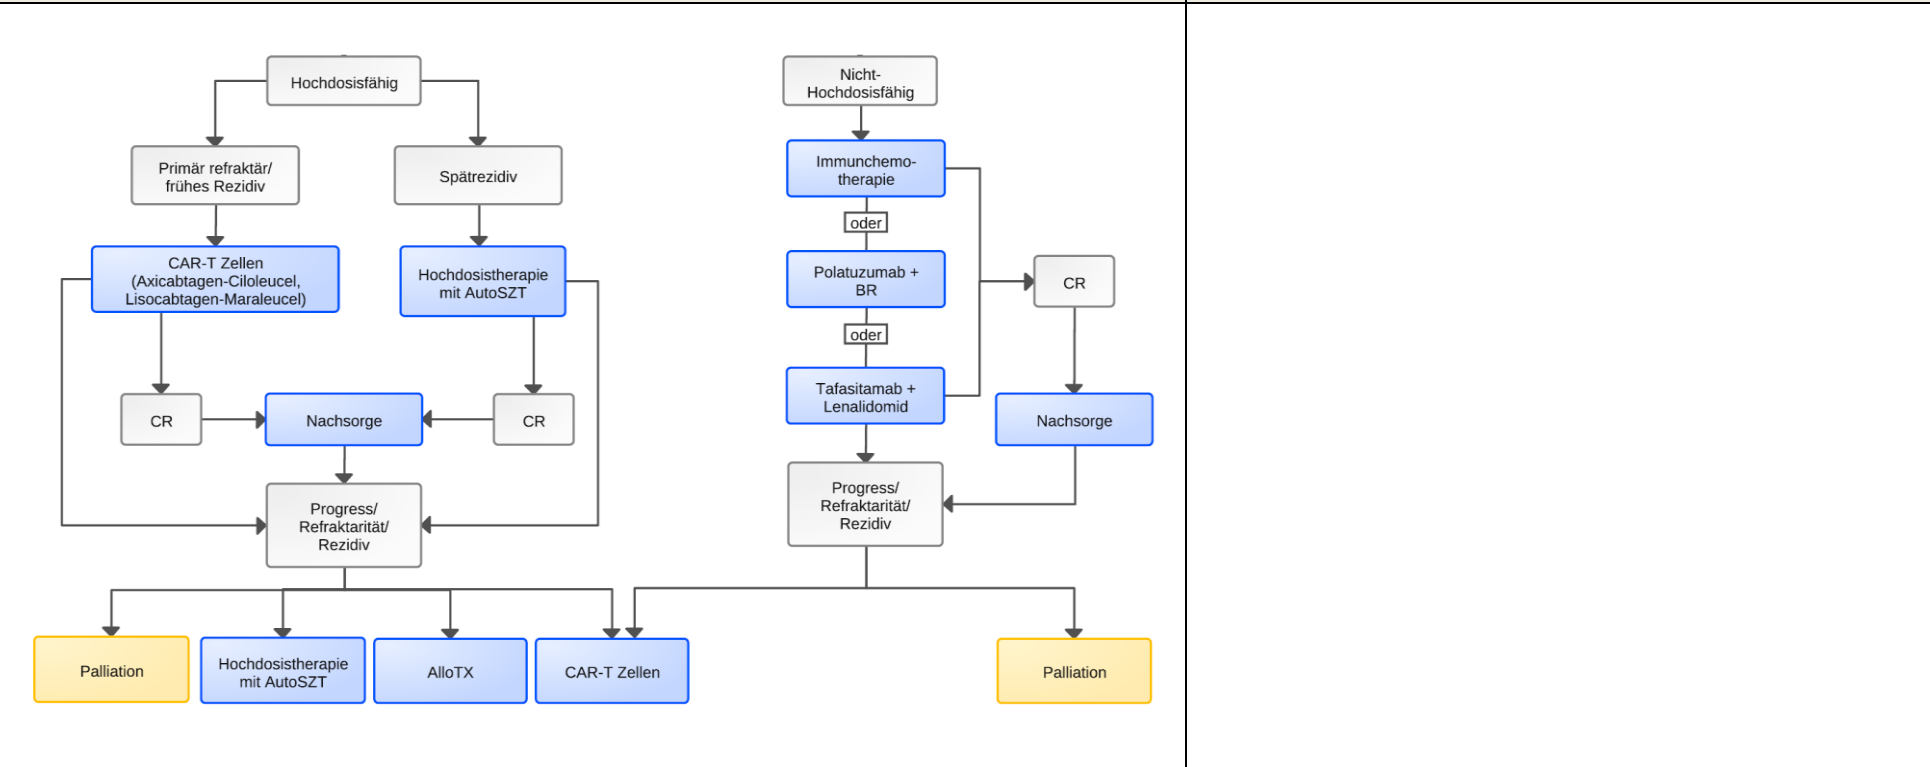 Hochdosisfähig
Primär refraktär/
frühes Rezidiv
Spätrezidiv
CAR-T Zellen
(Axicabtagen-Ciloleucel,
Lisocabtagen-Maraleucel)
Hochdosistherapie
mit AutoSZT
CR
Nachsorge
CR
Progress/
Refraktarität/
Rezidiv
Palliation
Hochdosistherapie
mit AutoSZT
AlloTX
CAR-T Zellen
Nicht-
Hochdosisfähig
Immunchemo-
therapie
oder
Polatuzumab +
BR
oder
Tafasitamab +
Lenalidomid
CR
Nachsorge
Progress/
Refraktarität/
Rezidiv
Palliation